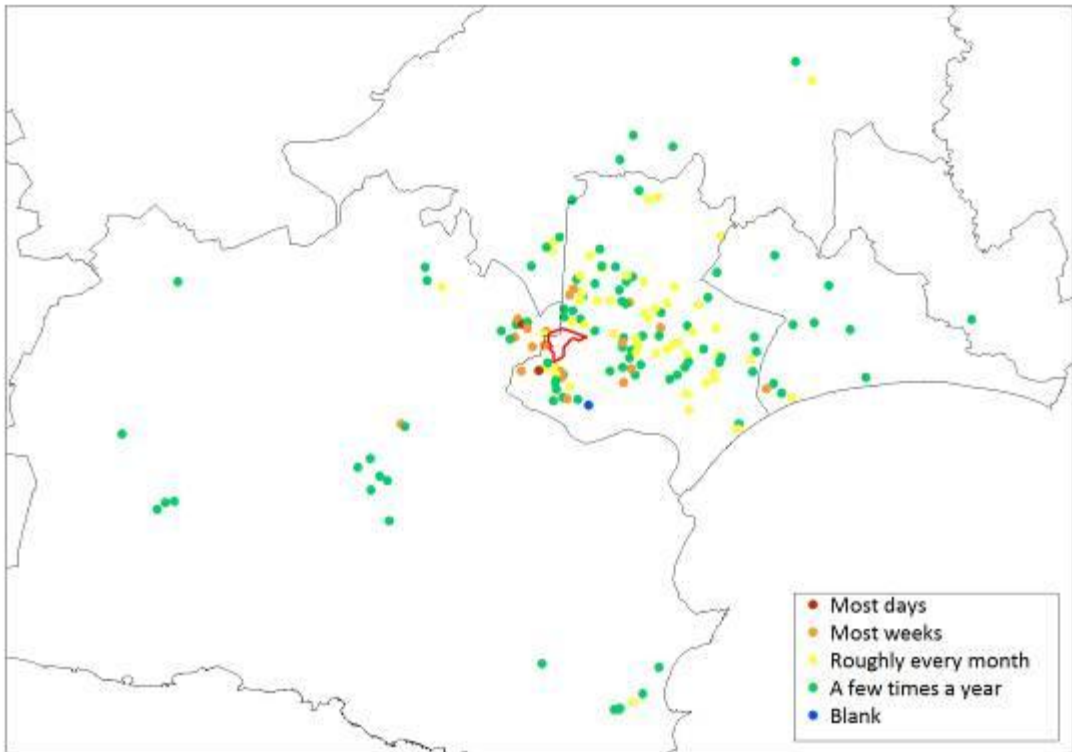 Most days
Most weeks
Roughly every month
A few times a year
Blank